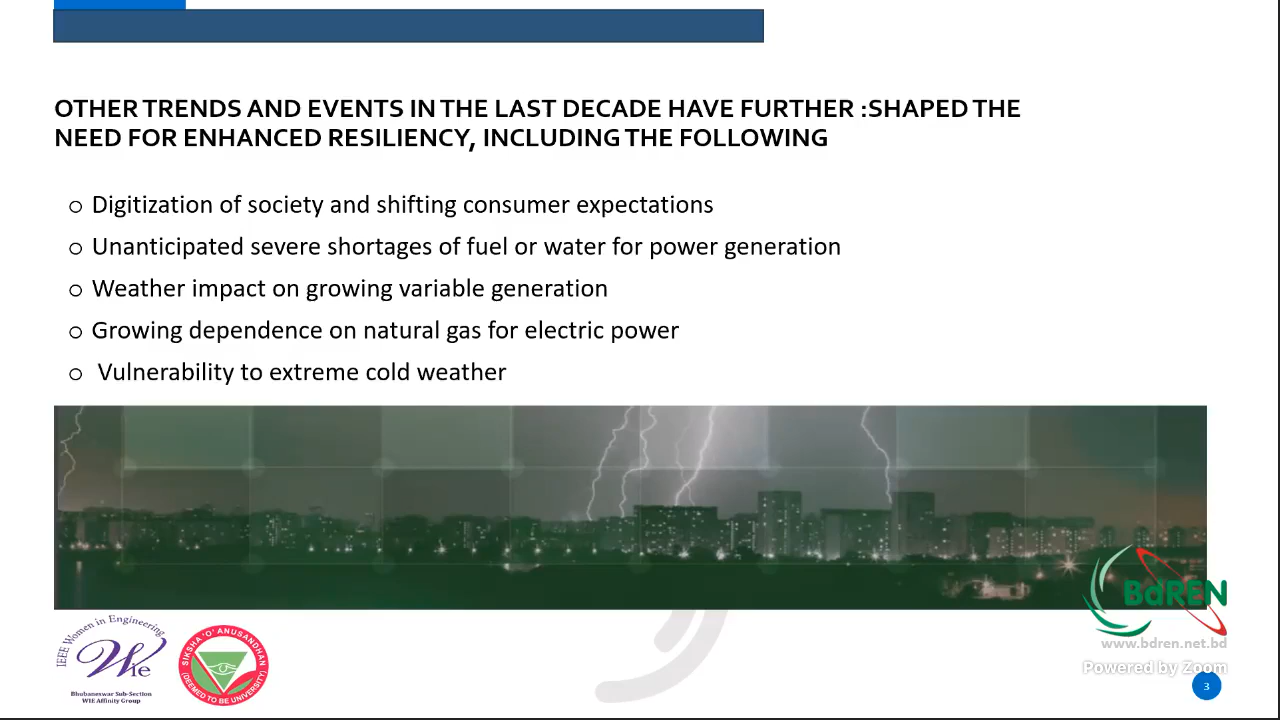 OTHER TRENDS AND EVENTS IN THE LAST DECADE HAVE FURTHER :SHAPED THE
NEED FOR ENHANCED RESILIENCY, INCLUDING THE FOLLOWING
Digitization of society and shifting consumer expectations
Unanticipated severe shortages of fuel or water for power generation
Weather impact on growing variable generation
Growing dependence on natural gas for electric power
Vulnerability to extreme cold weather
BdREN
www.bdren.net.bd
Powered by Zoom
IEEE Women in Engineering
Wie
Bhubaneswar Sub-Section
WIE Affinity Group
SIKSHA 'O' ANUSANDHAN
(DEEMED TO BE UNIVERSITY)
3